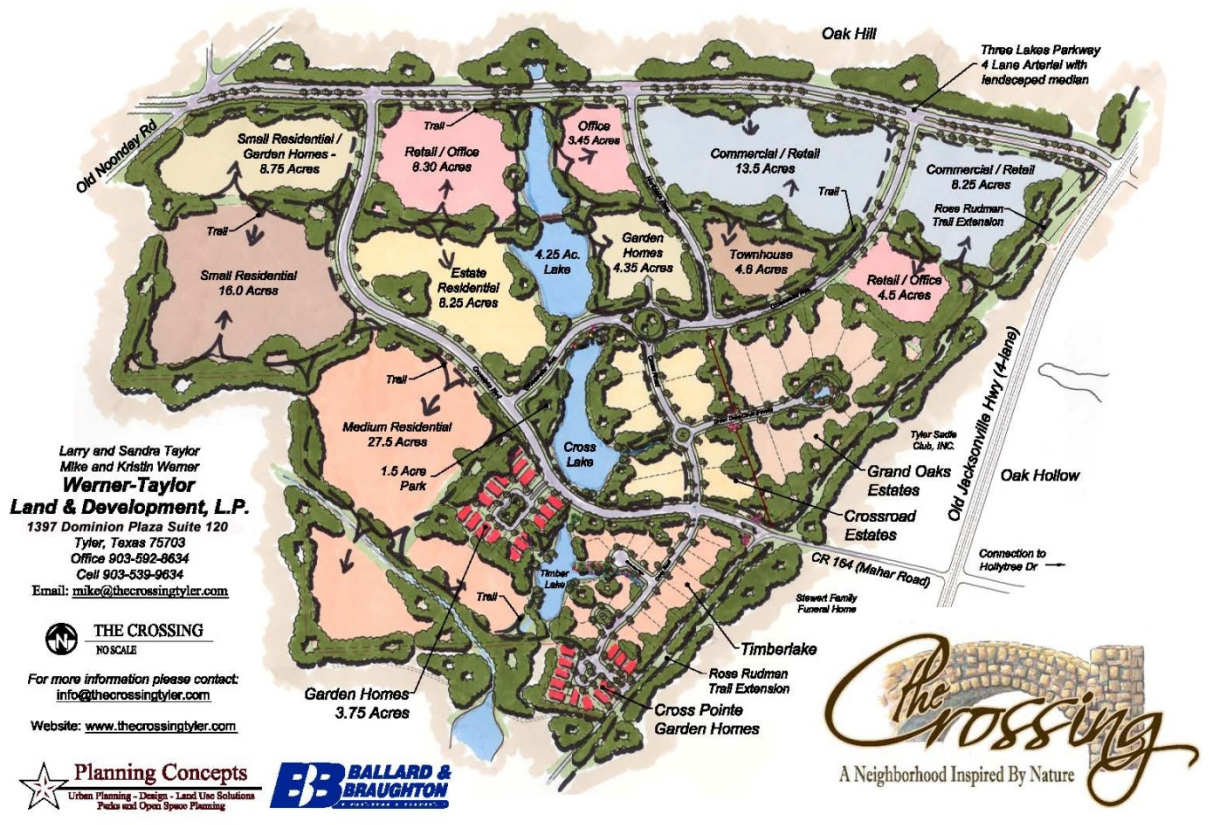 Oak Hill
Three Lakes Parkway
4 Lane Arterial with
landscaped median
Old Noonday Rd
Small Residential /
Garden Homes -
8.75 Acres
Trail
Retail / Office
8.30 Acres
Office
3.45 Acres
Commercial / Retail
13.5 Acres
Trail
Commercial / Retail
8.25 Acres
Rose Rudman
Trail Extension
Trail
Small Residential
16.0 Acres
Estate
Residential
8.25 Acres
4.25 Ac.
Lake
Garden
Homes
4.35 Acres
Townhouse
4.6 Acres
Retail / Office
4.5 Acres
Old Jacksonville Hwy (4-lane)
Trail
Medium Residential
27.5 Acres
1.5 Acre
Park
Cross
Lake
Tyler Sadle
Club, INC.
Grand Oaks
Estates
Oak Hollow
Crossroad
Estates
CR 164 (Mahar Road)
Connection to
Hollytree Dr
Stewert Family
Funeral Home
Timber
Lake
Trail
Timberlake
Rose Rudman
Trail Extension
Garden Homes
3.75 Acres
Cross Pointe
Garden Homes
Larry and Sandra Taylor
Mike and Kristin Werner
Werner-Taylor
Land & Development, L.P.
1397 Dominion Plaza Suite 120
Tyler, Texas 75703
Office 903-592-8634
Cell 903-539-9634
Email: mike@thecrossingtyler.com
N
THE CROSSING
NO SCALE
For more information please contact:
info@thecrossingtyler.com
Website: www.thecrossingtyler.com
Planning Concepts
Urban Planning - Design - Land Use Solutions
Parks and Open Space Planning
BB
BALLARD &
BRAUGHTON
The
Crossing
A Neighborhood Inspired By Nature